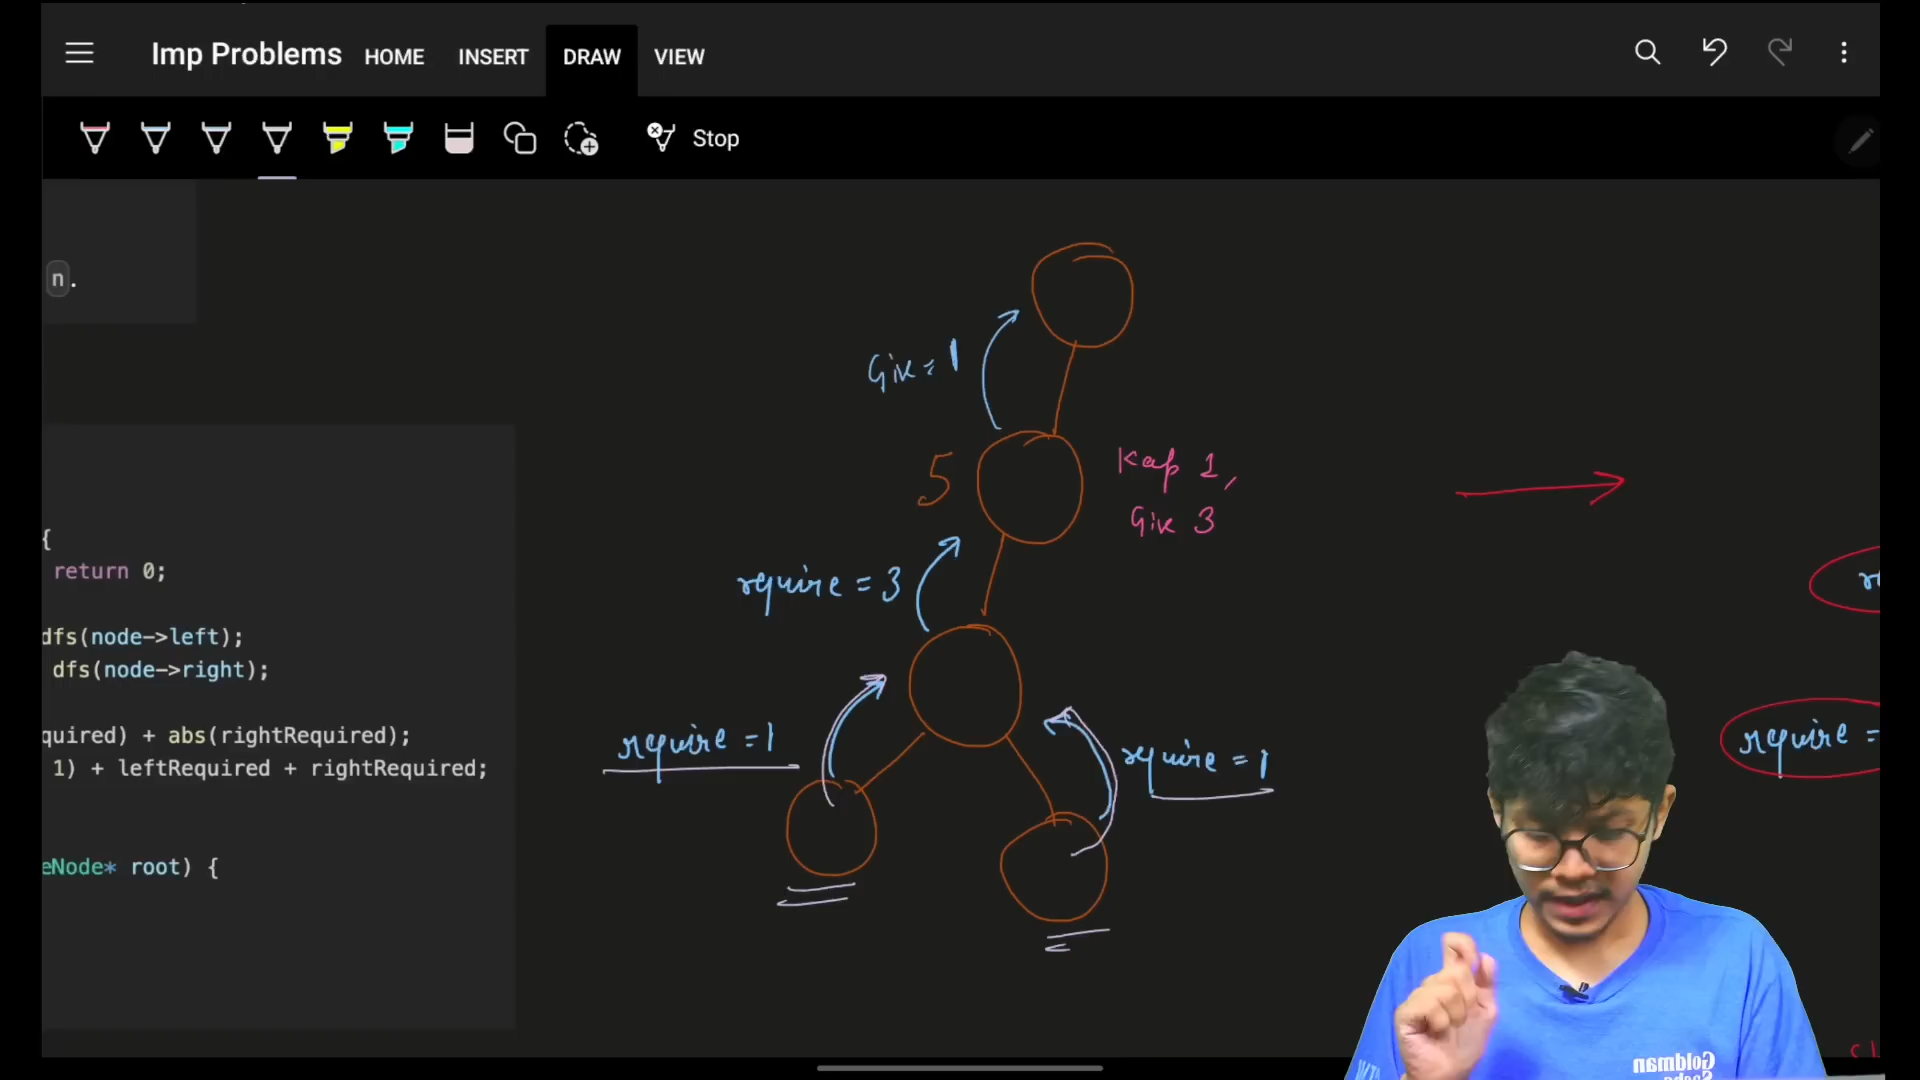 Imp Problems HOME INSERT DRAW VIEW
Stop
n.
{
return 0;
dfs(node->left);
dfs(node->right);
quired) + abs(rightRequired);
1) + leftRequired + rightRequired;
eNode* root) {
Give = 1
5
Keep 1,
Give 3
require = 3
require = 1
require = 1
require =
Goldman